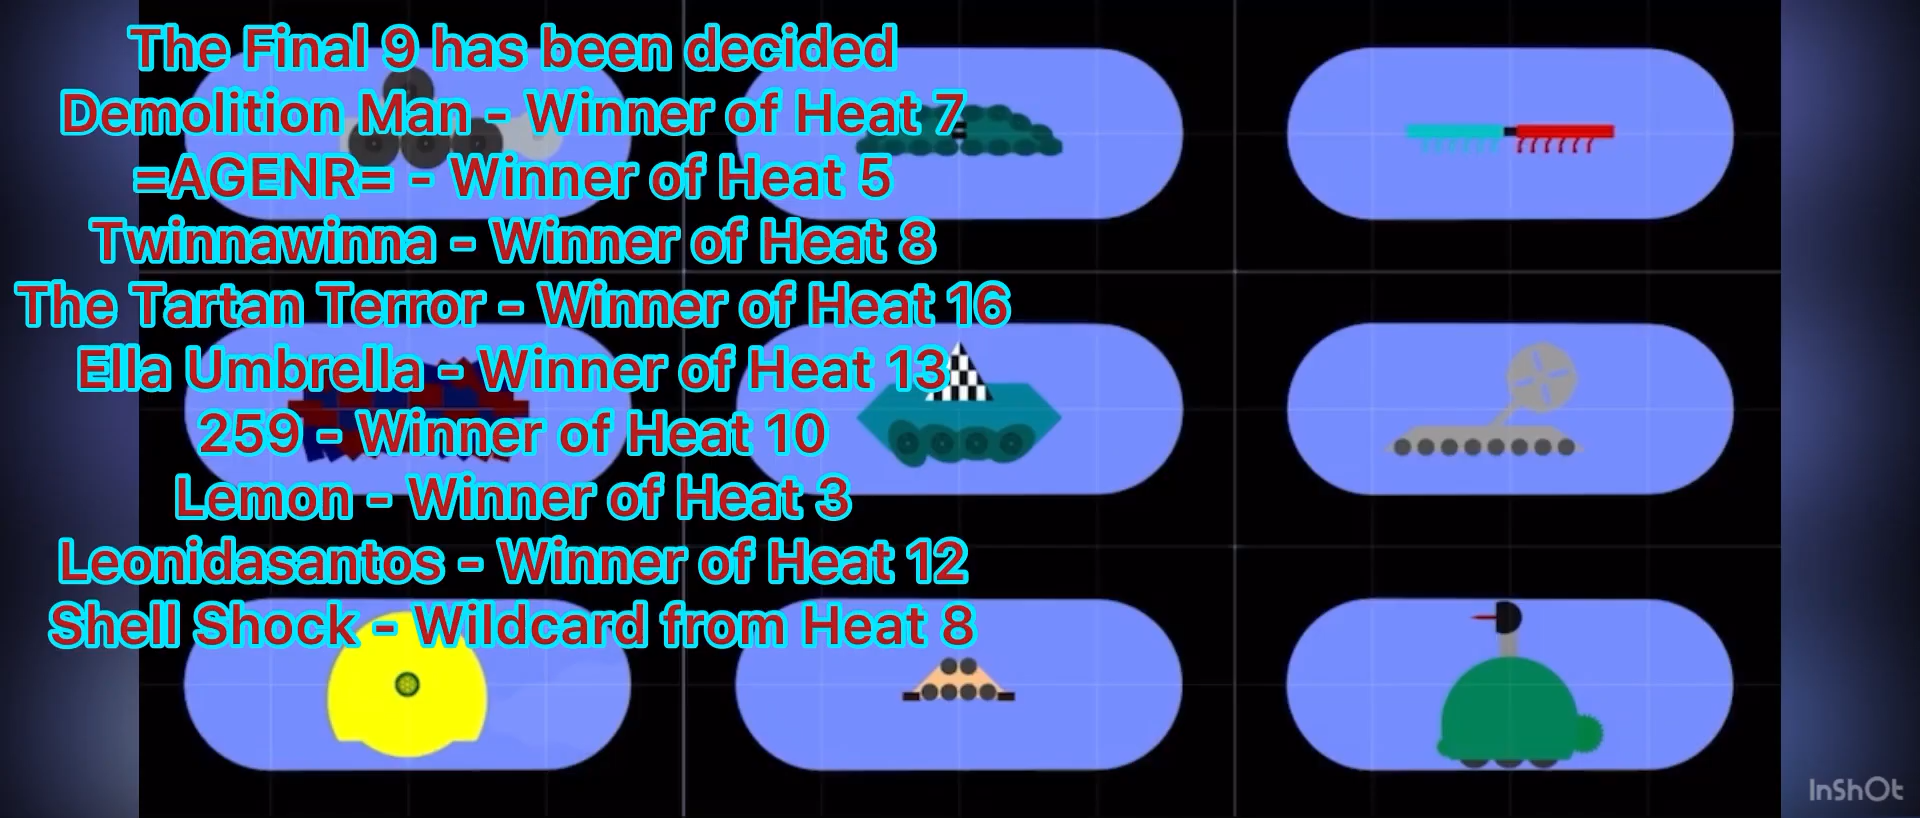 The Final 9 has been decided
Demolition Man - Winner of Heat 7
=AGENR= - Winner of Heat 5
Twinnawinna - Winner of Heat 8
The Tartan Terror - Winner of Heat 16
Ella Umbrella - Winner of Heat 13
259 - Winner of Heat 10
Lemon - Winner of Heat 3
Leonidasantos - Winner of Heat 12
Shell Shock - Wildcard from Heat 8
InShOt